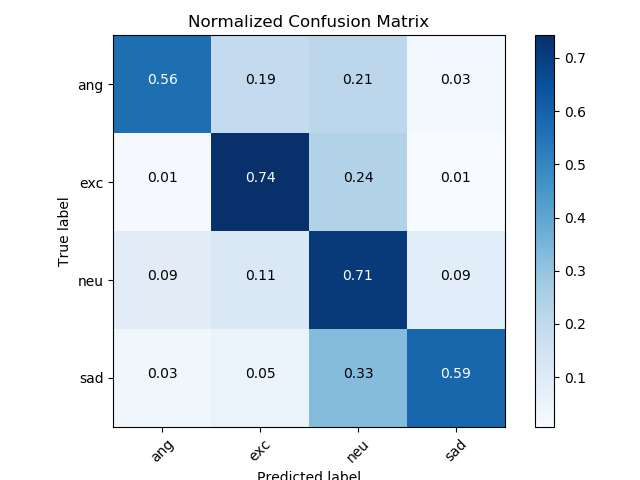 Normalized Confusion Matrix
ang 0.56 0.19 0.21 0.03
exc 0.01 0.74 0.24 0.01
neu 0.09 0.11 0.71 0.09
sad 0.03 0.05 0.33 0.59
ang exc neu sad
True label
Predicted label
0.7
0.6
0.5
0.4
0.3
0.2
0.1